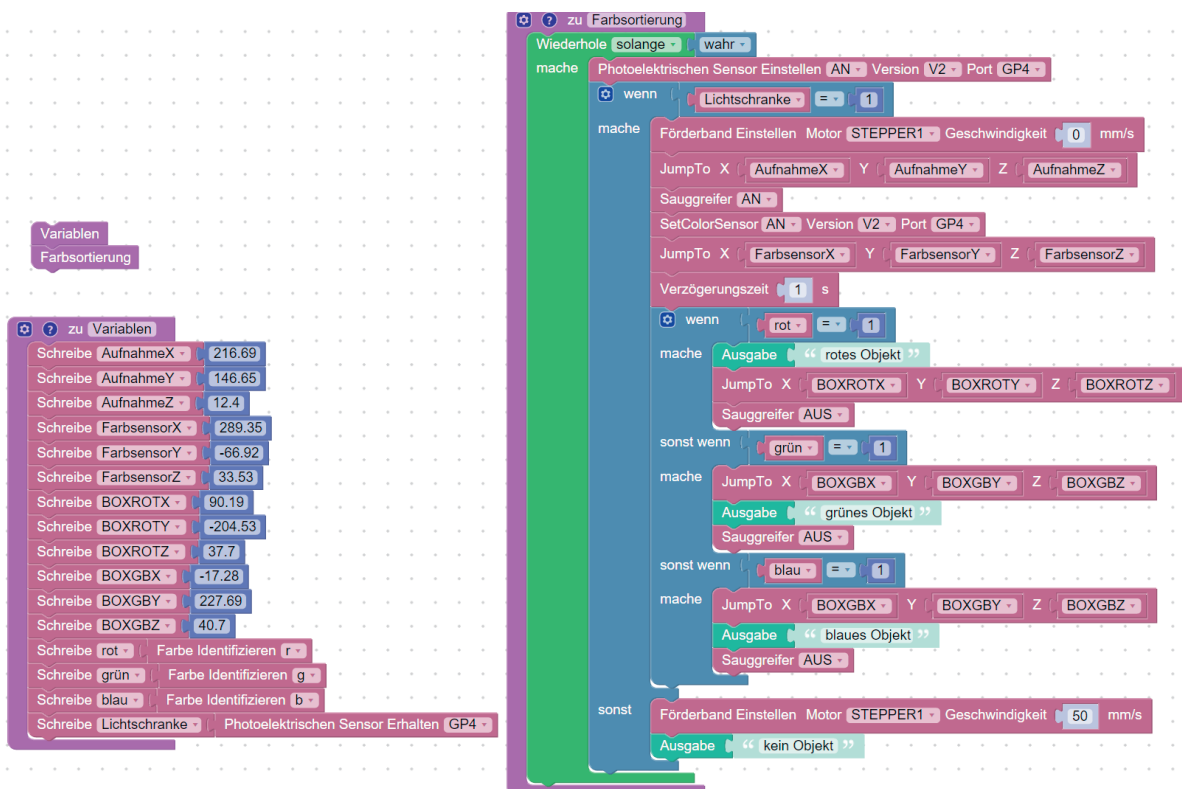 Variablen
Farbsortierung
? zu Variablen
Schreibe AufnahmeX 216.69
Schreibe AufnahmeY 146.65
Schreibe AufnahmeZ 12.4
Schreibe FarbsensorX 289.35
Schreibe FarbsensorY -66.92
Schreibe FarbsensorZ 33.53
Schreibe BOXROTX 90.19
Schreibe BOXROTY -204.53
Schreibe BOXROTZ 37.7
Schreibe BOXGBX -17.28
Schreibe BOXGBY 227.69
Schreibe BOXGBZ 40.7
Schreibe rot Farbe Identifizieren r
Schreibe grün Farbe Identifizieren g
Schreibe blau Farbe Identifizieren b
Schreibe Lichtschranke Photoelektrischen Sensor Erhalten GP4
? zu Farbsortierung
Wiederhole solange wahr
mache Photoelektrischen Sensor Einstellen AN Version V2 Port GP4
wenn Lichtschranke = 1
mache Förderband Einstellen Motor STEPPER1 Geschwindigkeit 0 mm/s
JumpTo X AufnahmeX Y AufnahmeY Z AufnahmeZ
Sauggreifer AN
SetColorSensor AN Version V2 Port GP4
JumpTo X FarbsensorX Y FarbsensorY Z FarbsensorZ
Verzögerungszeit 1 s
wenn rot = 1
mache Ausgabe “ rotes Objekt ”
JumpTo X BOXROTX Y BOXROTY Z BOXROTZ
Sauggreifer AUS
sonst wenn grün = 1
mache JumpTo X BOXGBX Y BOXGBY Z BOXGBZ
Ausgabe “ grünes Objekt ”
Sauggreifer AUS
sonst wenn blau = 1
mache JumpTo X BOXGBX Y BOXGBY Z BOXGBZ
Ausgabe “ blaues Objekt ”
Sauggreifer AUS
sonst Förderband Einstellen Motor STEPPER1 Geschwindigkeit 50 mm/s
Ausgabe “ kein Objekt ”